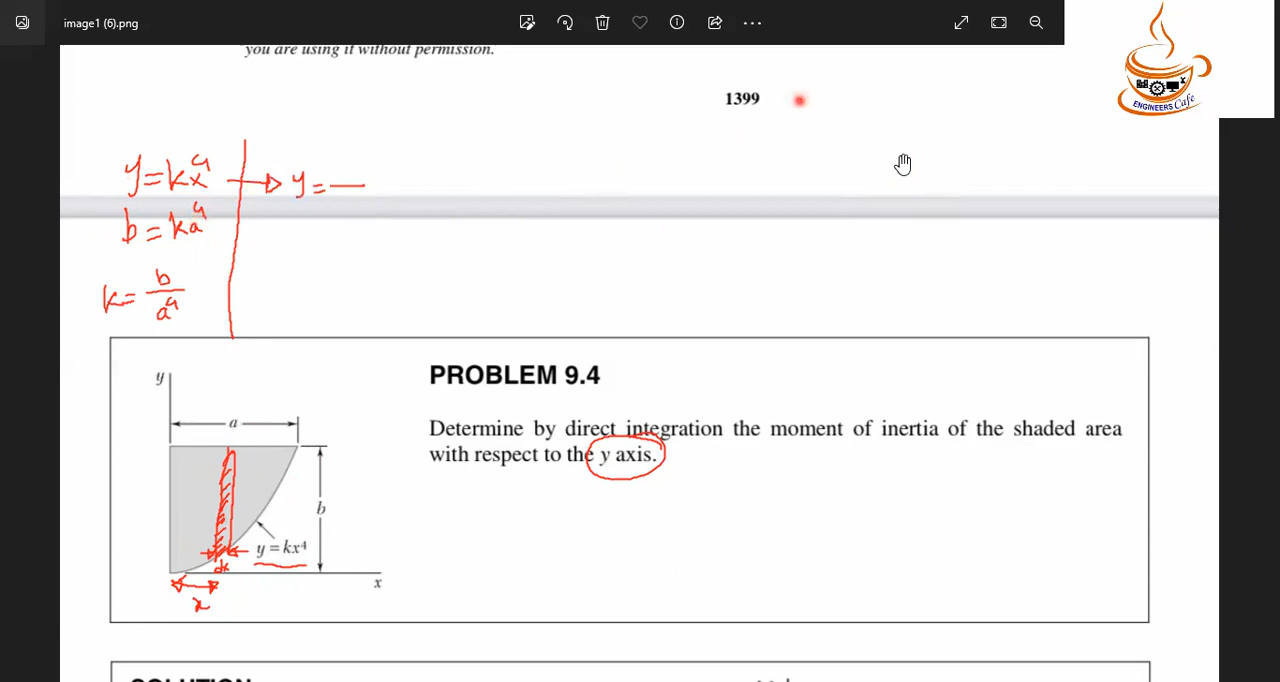 image1 (6).png
ENGINEERS Cafe
you are using it without permission.
1399
y=kx⁴ → y=
b=ka⁴
k=b/a⁴
PROBLEM 9.4
Determine by direct integration the moment of inertia of the shaded area
with respect to the y axis.
y
a
b
y = kx⁴
dx
x
x
SOLUTION